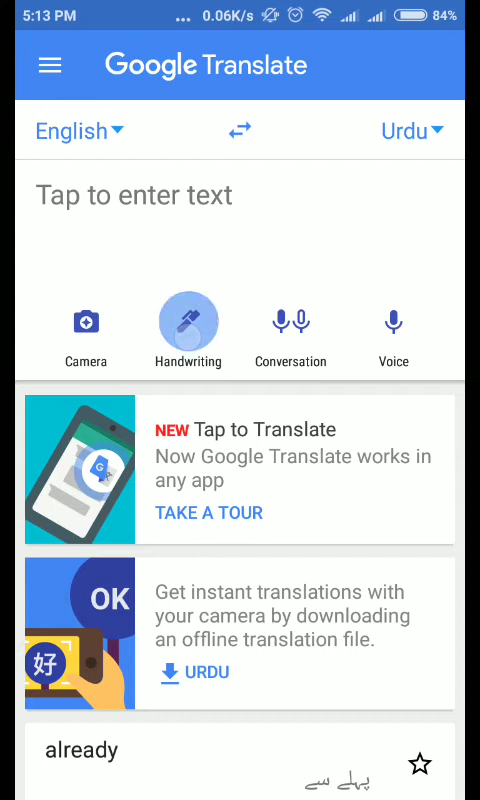 5:13 PM ... 0.06K/s 84%
Google Translate
English Urdu
Tap to enter text
Camera Handwriting Conversation Voice
NEW Tap to Translate
Now Google Translate works in
any app
TAKE A TOUR
G
OK
好
Get instant translations with
your camera by downloading
an offline translation file.
URDU
already
پہلے سے